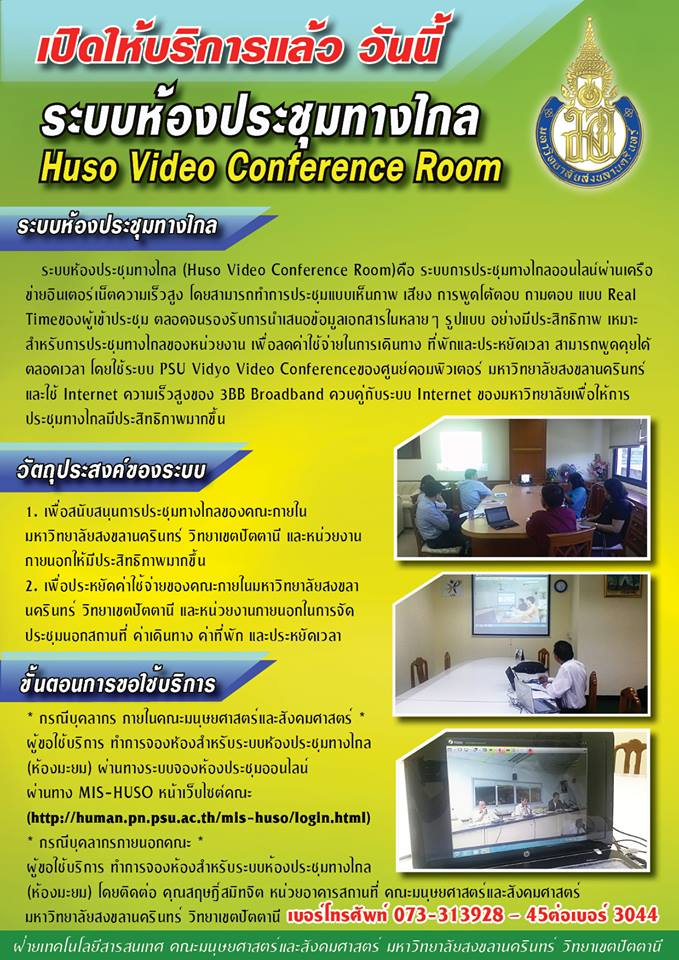 เปิดให้บริการแล้ว วันนี้
ระบบห้องประชุมทางไกล
Huso Video Conference Room
มหาวิทยาลัยสงขลานครินทร์
ระบบห้องประชุมทางไกล
ระบบห้องประชุมทางไกล (Huso Video Conference Room)คือ ระบบการประชุมทางไกลออนไลน์ผ่านเครือ
ข่ายอินเตอร์เน็ตความเร็วสูง โดยสามารถทำการประชุมแบบเห็นภาพ เสียง การพูดโต้ตอบ ถามตอบ แบบ Real
Timeของผู้เข้าประชุม ตลอดจนรองรับการนำเสนอข้อมูลเอกสารในหลายๆ รูปแบบ อย่างมีประสิทธิภาพ เหมาะ
สำหรับการประชุมทางไกลของหน่วยงาน เพื่อลดค่าใช้จ่ายในการเดินทาง ที่พักและประหยัดเวลา สามารถพูดคุยได้
ตลอดเวลา โดยใช้ระบบ PSU Vidyo Video Conferenceของศูนย์คอมพิวเตอร์ มหาวิทยาลัยสงขลานครินทร์
และใช้ Internet ความเร็วสูงของ 3BB Broadband ควบคู่กับระบบ Internet ของมหาวิทยาลัยเพื่อให้การ
ประชุมทางไกลมีประสิทธิภาพมากขึ้น
วัตถุประสงค์ของระบบ
1. เพื่อสนับสนุนการประชุมทางไกลของคณะภายใน
มหาวิทยาลัยสงขลานครินทร์ วิทยาเขตปัตตานี และหน่วยงาน
ภายนอกให้มีประสิทธิภาพมากขึ้น
2. เพื่อประหยัดค่าใช้จ่ายของคณะภายในมหาวิทยาลัยสงขลา
นครินทร์ วิทยาเขตปัตตานี และหน่วยงานภายนอกในการจัด
ประชุมนอกสถานที่ ค่าเดินทาง ค่าที่พัก และประหยัดเวลา
ขั้นตอนการขอใช้บริการ
* กรณีบุคลากร ภายในคณะมนุษยศาสตร์และสังคมศาสตร์ *
ผู้ขอใช้บริการ ทำการจองห้องสำหรับระบบห้องประชุมทางไกล
(ห้องมะยม) ผ่านทางระบบจองห้องประชุมออนไลน์
ผ่านทาง MIS-HUSO หน้าเว็บไซต์คณะ
(http://human.pn.psu.ac.th/mis-huso/login.html)
* กรณีบุคลากรภายนอกคณะ *
ผู้ขอใช้บริการ ทำการจองห้องสำหรับระบบห้องประชุมทางไกล
(ห้องมะยม) โดยติดต่อ คุณสฤษฎิ์สมิทจิต หน่วยอาคารสถานที่ คณะมนุษยศาสตร์และสังคมศาสตร์
มหาวิทยาลัยสงขลานครินทร์ วิทยาเขตปัตตานี เบอร์โทรศัพท์ 073-313928 – 45ต่อเบอร์ 3044
ฝ่ายเทคโนโลยีสารสนเทศ คณะมนุษยศาสตร์และสังคมศาสตร์ มหาวิทยาลัยสงขลานครินทร์ วิทยาเขตปัตตานี